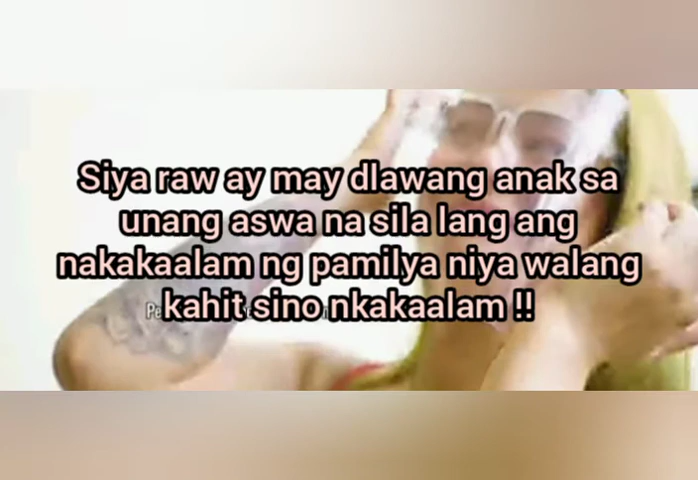 Siya raw ay may dlawang anak sa
unang aswa na sila lang ang
nakakaalam ng pamilya niya walang
kahit sino nkakaalam !!